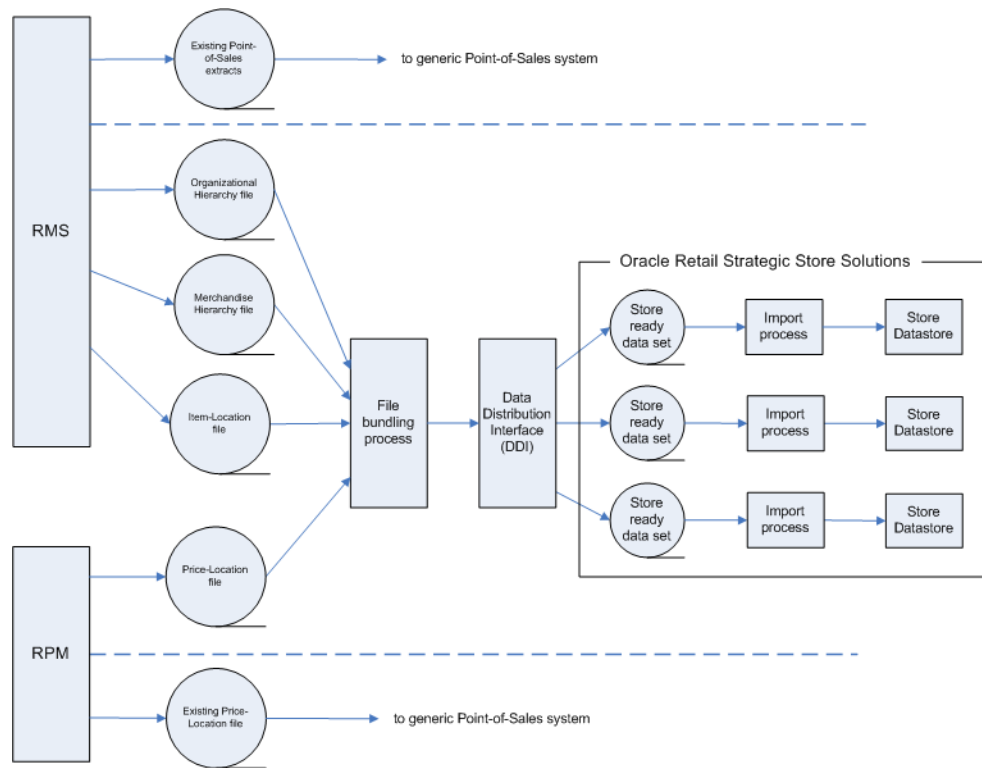 Existing Point-
of-Sales
extracts
to generic Point-of-Sales system
RMS
Organizational
Hierarchy file
Merchandise
Hierarchy file
Item-Location
file
File
bundling
process
Data
Distribution
Interface
(DDI)
Oracle Retail Strategic Store Solutions
Store
ready
data set
Import
process
Store
Datastore
Store
ready
data set
Import
process
Store
Datastore
Store
ready
data set
Import
process
Store
Datastore
RPM
Price-Location
file
Existing Price-
Location file
to generic Point-of-Sales system